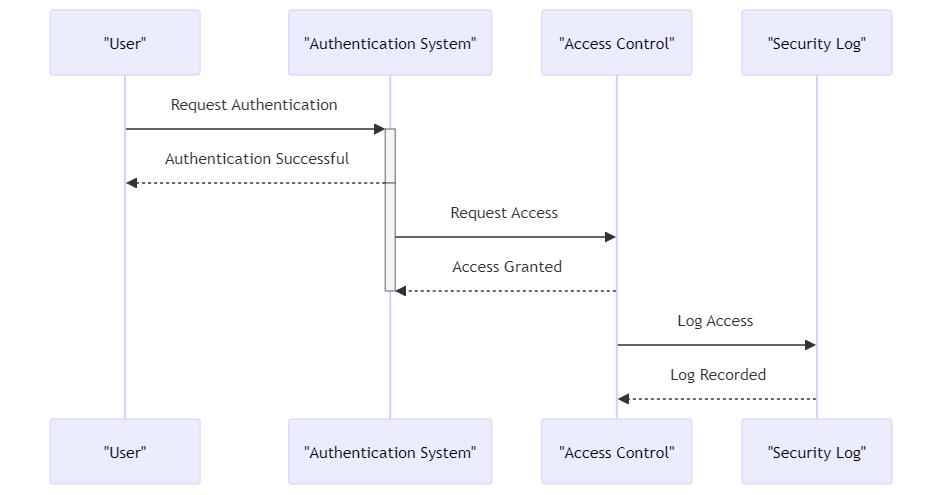 "User"
"Authentication System"
"Access Control"
"Security Log"
Request Authentication
Authentication Successful
Request Access
Access Granted
Log Access
Log Recorded
"User"
"Authentication System"
"Access Control"
"Security Log"